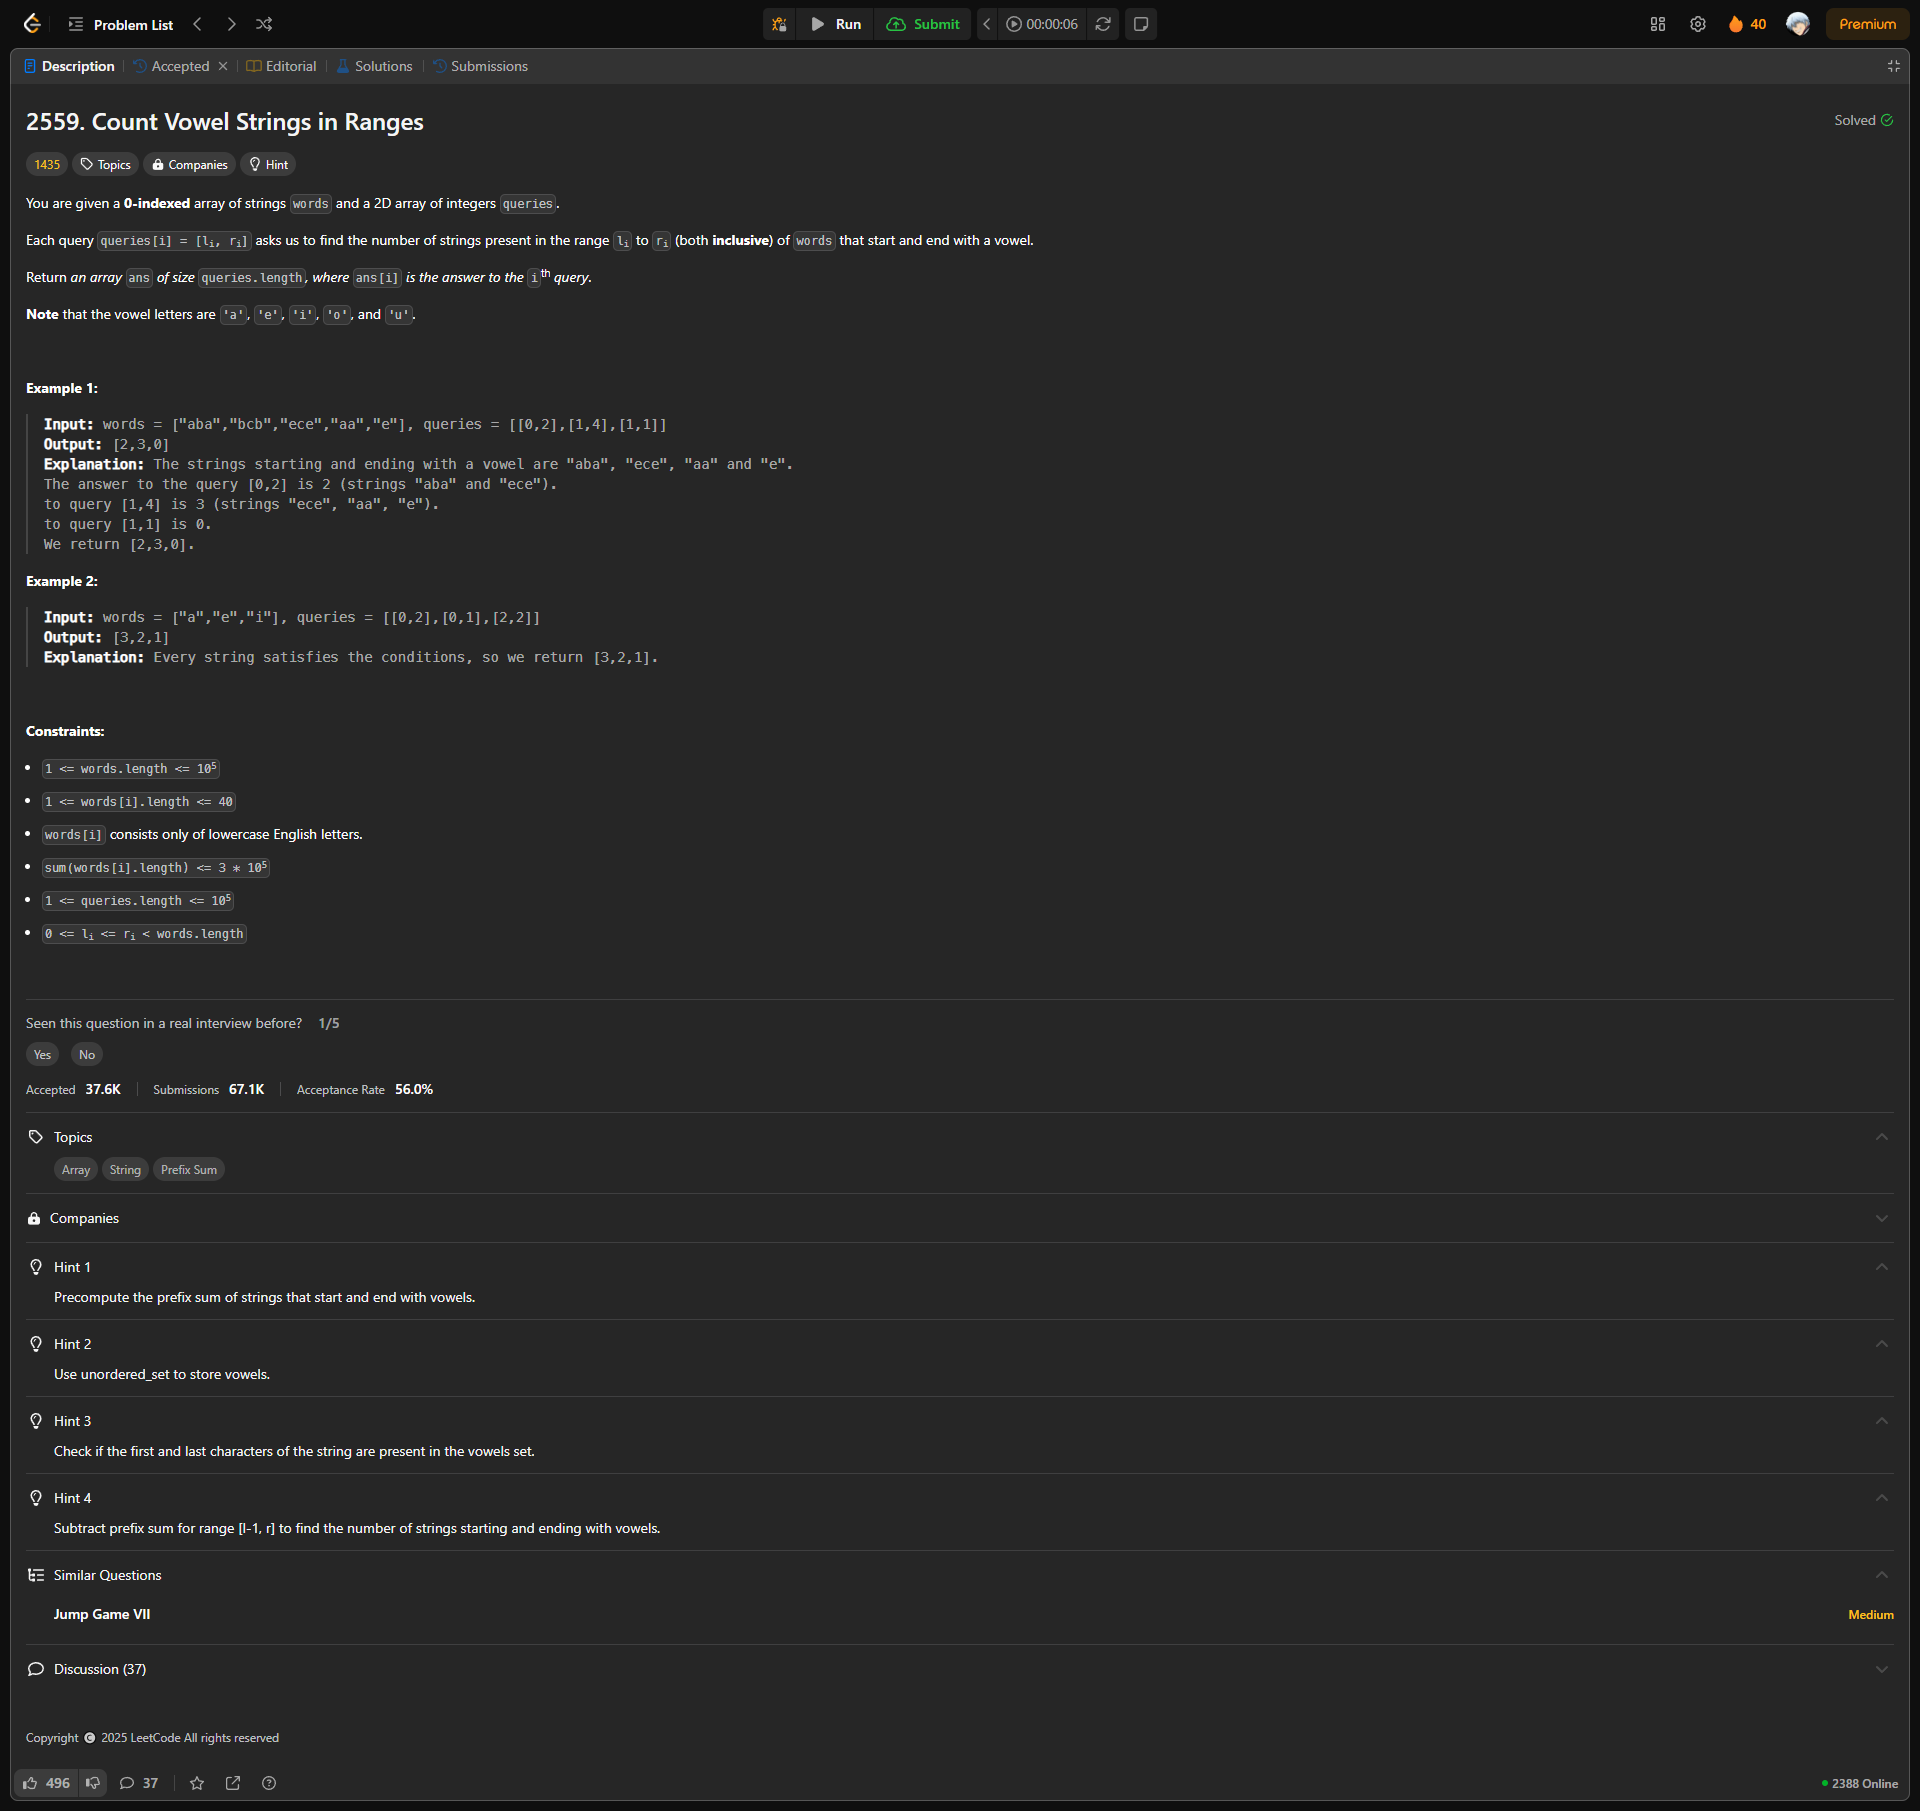 Problem List
Run
Submit
00:00:06
40
Premium
Description
Accepted
Editorial
Solutions
Submissions
2559. Count Vowel Strings in Ranges
Solved
1435 Topics Companies Hint
You are given a 0-indexed array of strings words and a 2D array of integers queries.
Each query queries[i] = [lᵢ, rᵢ] asks us to find the number of strings present in the range lᵢ to rᵢ (both inclusive) of words that start and end with a vowel.
Return an array ans of size queries.length, where ans[i] is the answer to the iᵗʰ query.
Note that the vowel letters are 'a', 'e', 'i', 'o', and 'u'.
Example 1:
Input: words = ["aba","bcb","ece","aa","e"], queries = [[0,2],[1,4],[1,1]]
Output: [2,3,0]
Explanation: The strings starting and ending with a vowel are "aba", "ece", "aa" and "e".
The answer to the query [0,2] is 2 (strings "aba" and "ece").
to query [1,4] is 3 (strings "ece", "aa", "e").
to query [1,1] is 0.
We return [2,3,0].
Example 2:
Input: words = ["a","e","i"], queries = [[0,2],[0,1],[2,2]]
Output: [3,2,1]
Explanation: Every string satisfies the conditions, so we return [3,2,1].
Constraints:
1 <= words.length <= 10⁵
1 <= words[i].length <= 40
words[i] consists only of lowercase English letters.
sum(words[i].length) <= 3 * 10⁵
1 <= queries.length <= 10⁵
0 <= lᵢ <= rᵢ < words.length
Seen this question in a real interview before? 1/5
Yes No
Accepted 37.6K Submissions 67.1K Acceptance Rate 56.0%
Topics
Array String Prefix Sum
Companies
Hint 1
Precompute the prefix sum of strings that start and end with vowels.
Hint 2
Use unordered_set to store vowels.
Hint 3
Check if the first and last characters of the string are present in the vowels set.
Hint 4
Subtract prefix sum for range [l-1, r] to find the number of strings starting and ending with vowels.
Similar Questions
Jump Game VII
Medium
Discussion (37)
Copyright © 2025 LeetCode All rights reserved
496
37
2388 Online